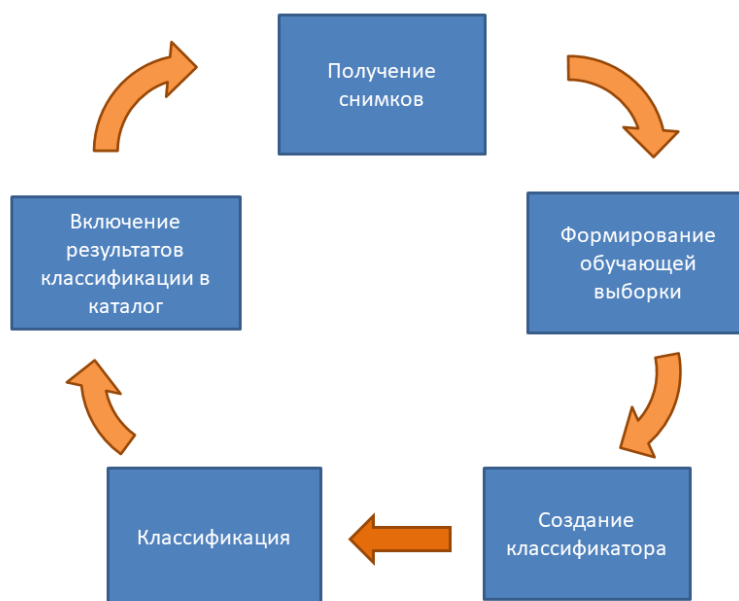 Получение
снимков
Формирование
обучающей
выборки
Создание
классификатора
Классификация
Включение
результатов
классификации в
каталог